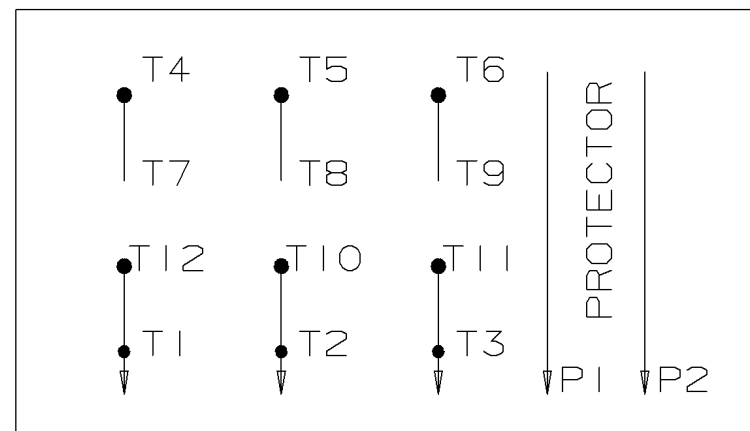 T4 T5 T6
T7 T8 T9
T12 T10 T11
T1 T2 T3
PROTECTOR
P1 P2